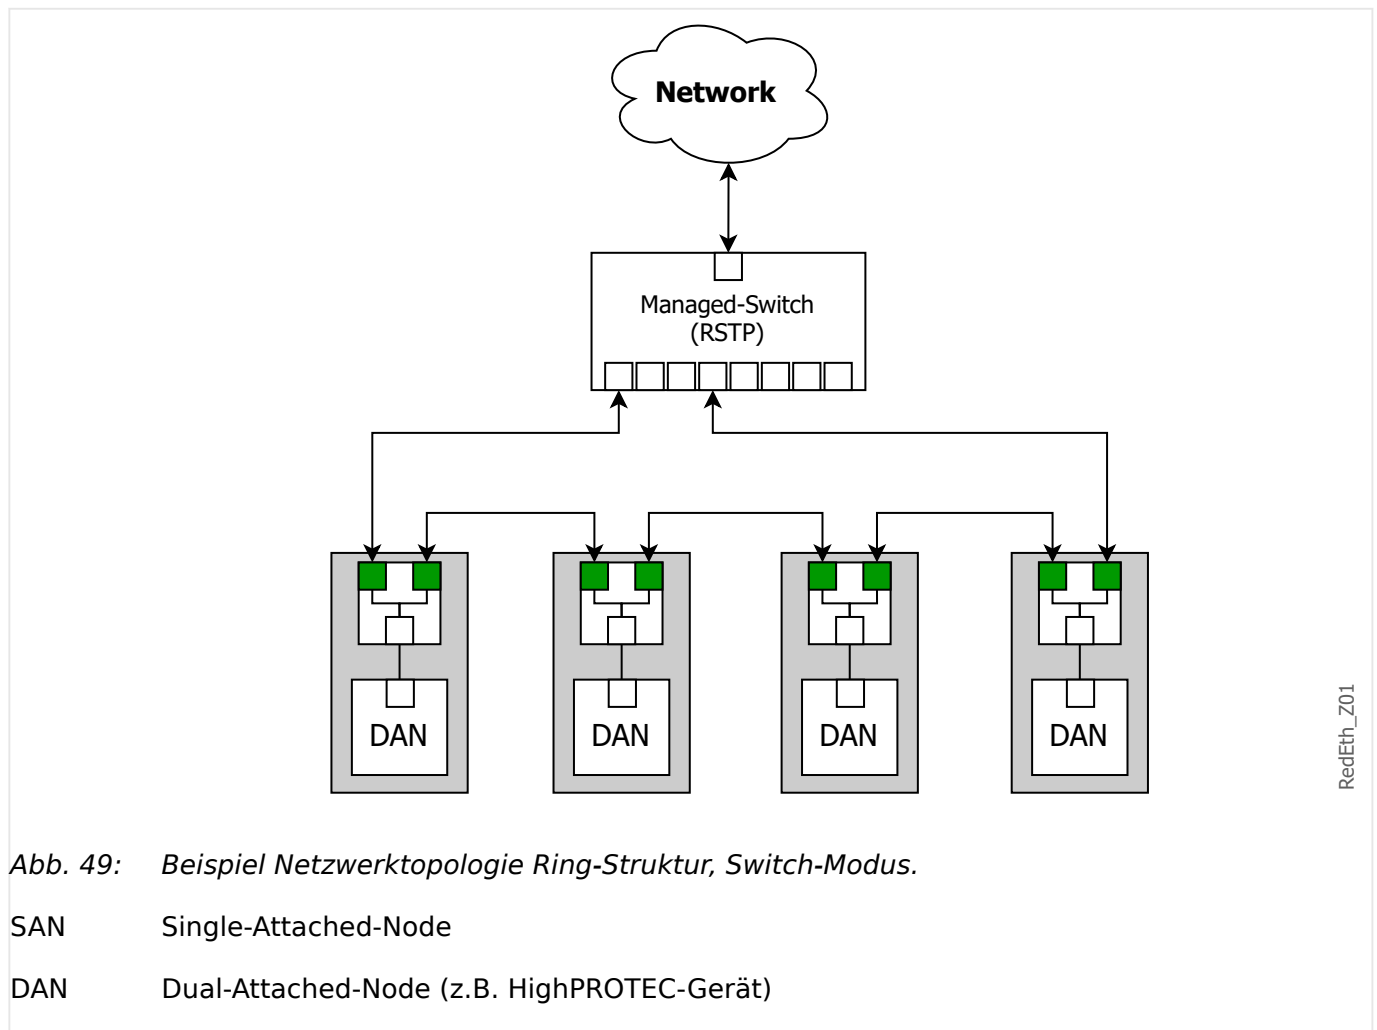 Network
Managed-Switch
(RSTP)
DAN
DAN
DAN
DAN
RedEth_Z01
Abb. 49: Beispiel Netzwerktopologie Ring-Struktur, Switch-Modus.
SAN Single-Attached-Node
DAN Dual-Attached-Node (z.B. HighPROTEC-Gerät)